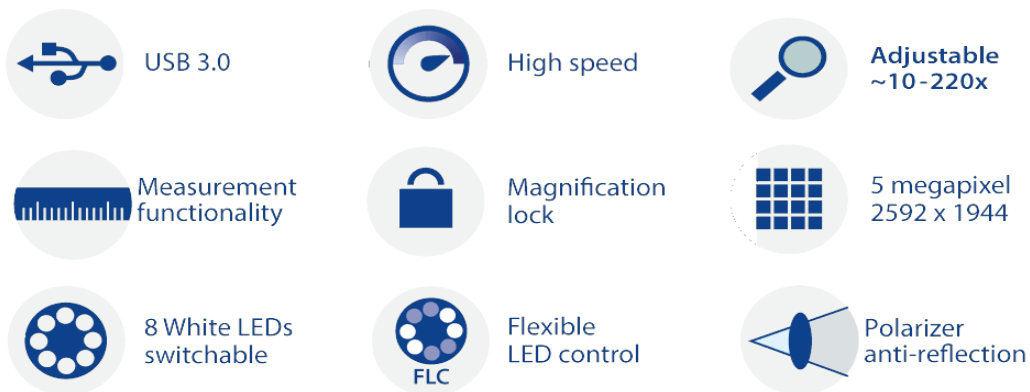 USB 3.0
High speed
Adjustable
~10-220x
Measurement
functionality
Magnification
lock
5 megapixel
2592 x 1944
8 White LEDs
switchable
FLC
Flexible
LED control
Polarizer
anti-reflection